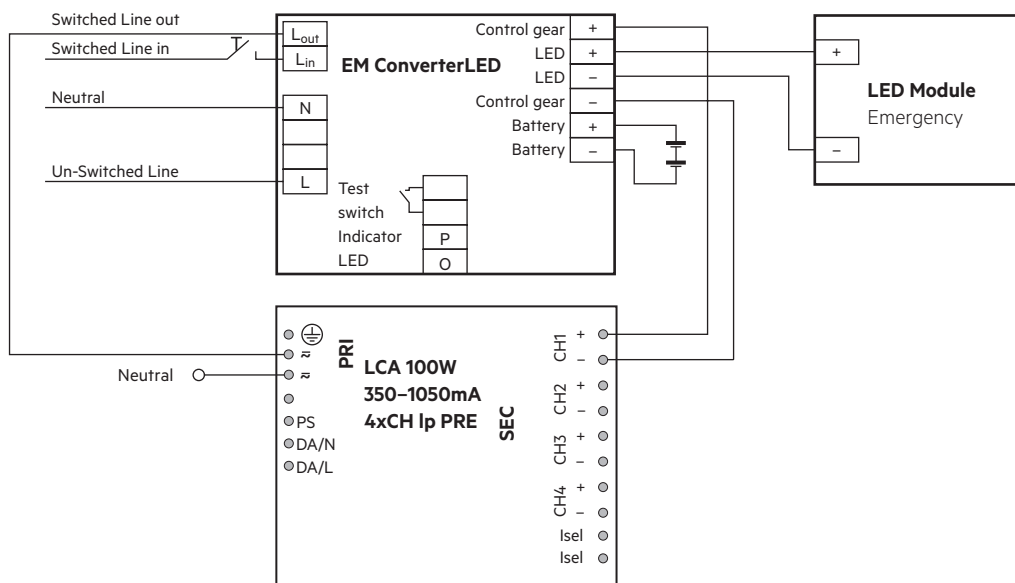 Switched Line out
Switched Line in
Neutral
Un-Switched Line
Lout
Lin
N
L
EM ConverterLED
Test
switch
Indicator
LED
P
O
Control gear +
LED +
LED –
Control gear –
Battery +
Battery –
+
–
LED Module
Emergency
Neutral
PS
DA/N
DA/L
PRI
LCA 100W
350–1050mA
4xCH lp PRE
SEC
CH1 + –
CH2 + –
CH3 + –
CH4 + –
Isel
Isel